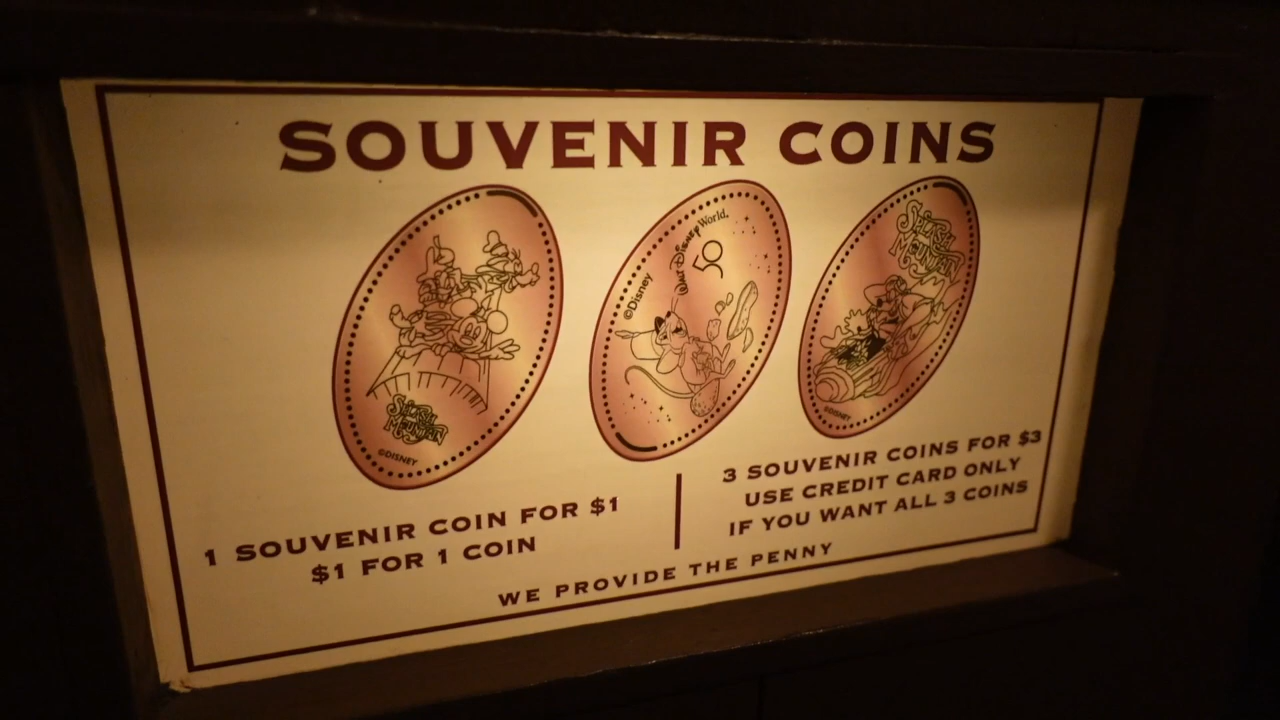 SOUVENIR COINS
SPLASH
MOUNTAIN
©DISNEY
©Disney
Walt Disney World.
50
SPLASH
MOUNTAIN
©DISNEY
1 SOUVENIR COIN FOR $1
$1 FOR 1 COIN
3 SOUVENIR COINS FOR $3
USE CREDIT CARD ONLY
IF YOU WANT ALL 3 COINS
WE PROVIDE THE PENNY